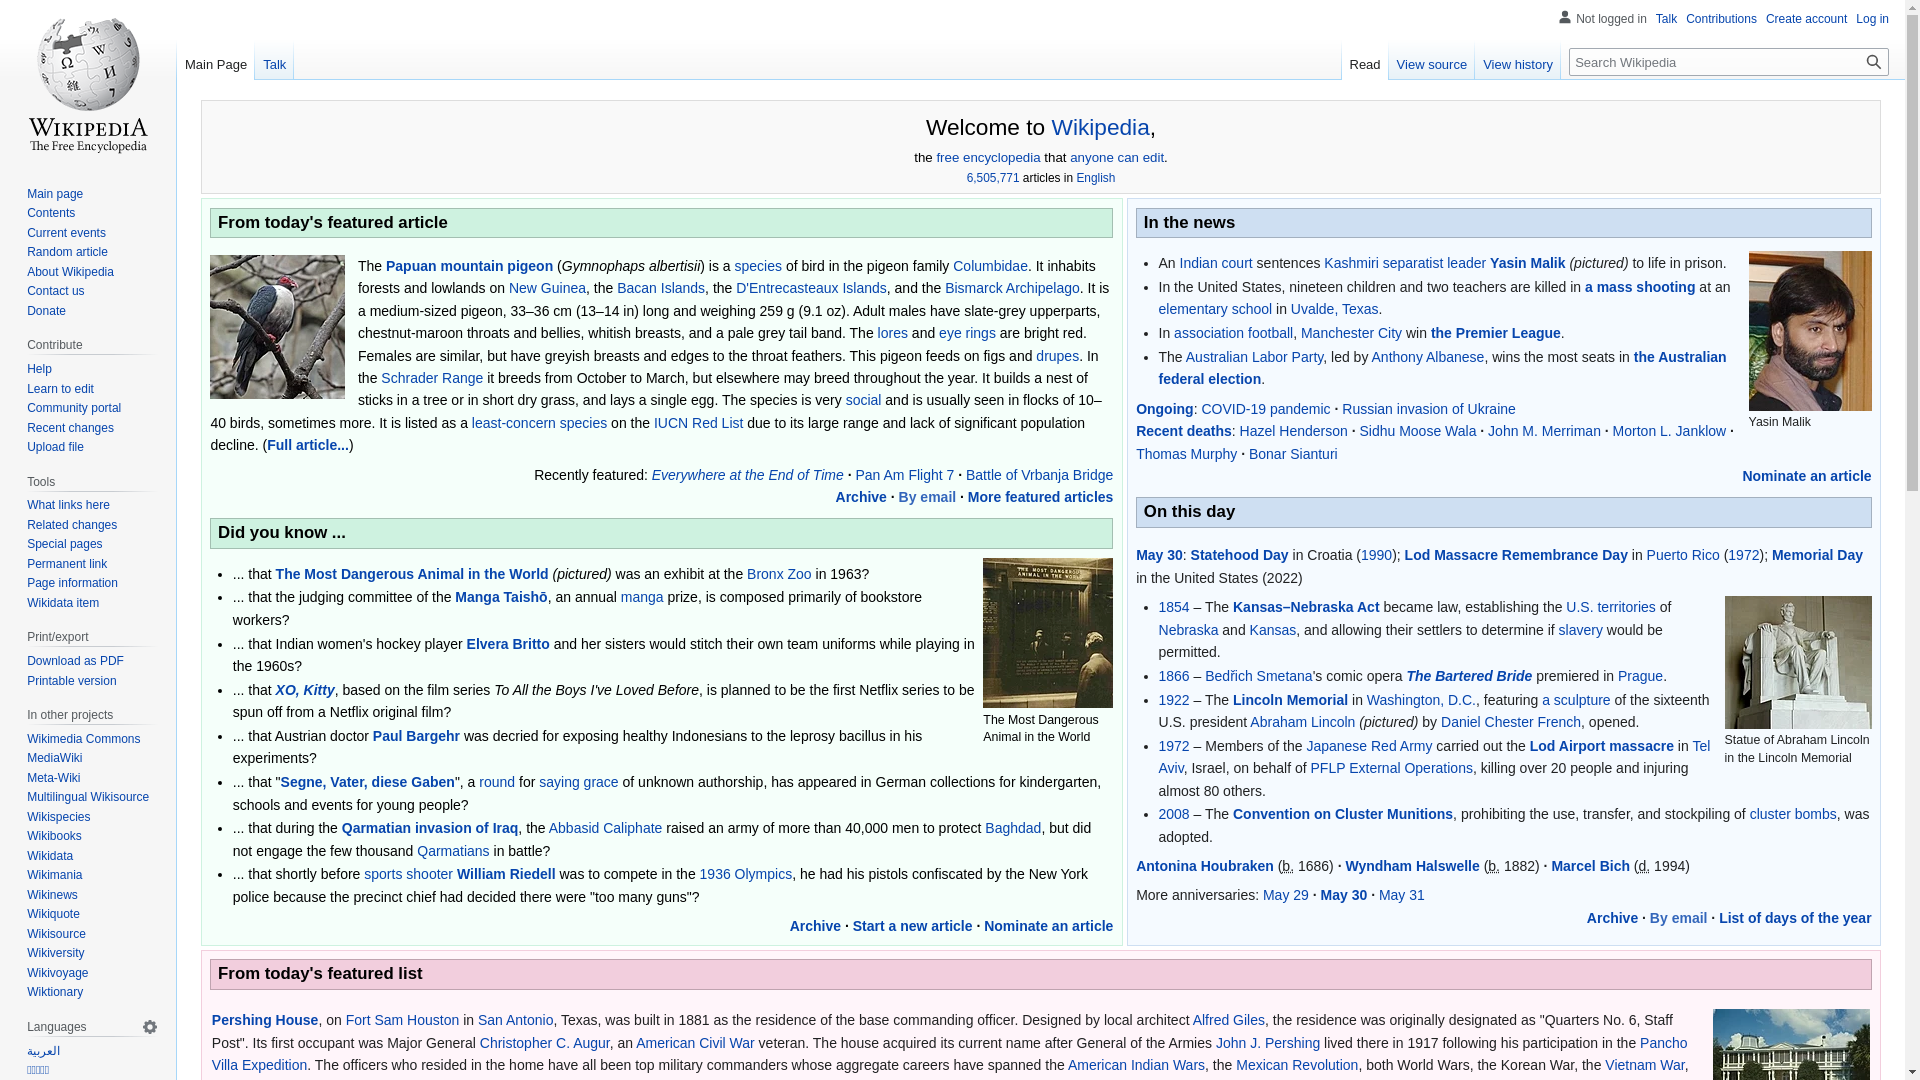 Not logged in Talk Contributions Create account Log in
Main Page Talk Read View source View history Search Wikipedia
WIKIPEDIA
The Free Encyclopedia
Main page
Contents
Current events
Random article
About Wikipedia
Contact us
Donate
Contribute
Help
Learn to edit
Community portal
Recent changes
Upload file
Tools
What links here
Related changes
Special pages
Permanent link
Page information
Wikidata item
Print/export
Download as PDF
Printable version
In other projects
Wikimedia Commons
MediaWiki
Meta-Wiki
Multilingual Wikisource
Wikispecies
Wikibooks
Wikidata
Wikimania
Wikinews
Wikiquote
Wikisource
Wikiversity
Wikivoyage
Wiktionary
Languages
العربية
Welcome to Wikipedia,
the free encyclopedia that anyone can edit.
6,505,771 articles in English
From today's featured article
The Papuan mountain pigeon (Gymnophaps albertisii) is a species of bird in the pigeon family Columbidae. It inhabits
forests and lowlands on New Guinea, the Bacan Islands, the D'Entrecasteaux Islands, and the Bismarck Archipelago. It is
a medium-sized pigeon, 33–36 cm (13–14 in) long and weighing 259 g (9.1 oz). Adult males have slate-grey upperparts,
chestnut-maroon throats and bellies, whitish breasts, and a pale grey tail band. The lores and eye rings are bright red.
Females are similar, but have greyish breasts and edges to the throat feathers. This pigeon feeds on figs and drupes. In
the Schrader Range it breeds from October to March, but elsewhere may breed throughout the year. It builds a nest of
sticks in a tree or in short dry grass, and lays a single egg. The species is very social and is usually seen in flocks of 10–
40 birds, sometimes more. It is listed as a least-concern species on the IUCN Red List due to its large range and lack of significant population
decline. (Full article...)
Recently featured: Everywhere at the End of Time · Pan Am Flight 7 · Battle of Vrbanja Bridge
Archive · By email · More featured articles
Did you know ...
... that The Most Dangerous Animal in the World (pictured) was an exhibit at the Bronx Zoo in 1963?
... that the judging committee of the Manga Taishō, an annual manga prize, is composed primarily of bookstore
workers?
... that Indian women's hockey player Elvera Britto and her sisters would stitch their own team uniforms while playing in
the 1960s?
... that XO, Kitty, based on the film series To All the Boys I've Loved Before, is planned to be the first Netflix series to be
spun off from a Netflix original film?
... that Austrian doctor Paul Bargehr was decried for exposing healthy Indonesians to the leprosy bacillus in his
experiments?
... that "Segne, Vater, diese Gaben", a round for saying grace of unknown authorship, has appeared in German collections for kindergarten,
schools and events for young people?
... that during the Qarmatian invasion of Iraq, the Abbasid Caliphate raised an army of more than 40,000 men to protect Baghdad, but did
not engage the few thousand Qarmatians in battle?
... that shortly before sports shooter William Riedell was to compete in the 1936 Olympics, he had his pistols confiscated by the New York
police because the precinct chief had decided there were "too many guns"?
The Most Dangerous
Animal in the World
Archive · Start a new article · Nominate an article
In the news
An Indian court sentences Kashmiri separatist leader Yasin Malik (pictured) to life in prison.
In the United States, nineteen children and two teachers are killed in a mass shooting at an
elementary school in Uvalde, Texas.
In association football, Manchester City win the Premier League.
The Australian Labor Party, led by Anthony Albanese, wins the most seats in the Australian
federal election.
Yasin Malik
Ongoing: COVID-19 pandemic · Russian invasion of Ukraine
Recent deaths: Hazel Henderson · Sidhu Moose Wala · John M. Merriman · Morton L. Janklow ·
Thomas Murphy · Bonar Sianturi
Nominate an article
On this day
May 30: Statehood Day in Croatia (1990); Lod Massacre Remembrance Day in Puerto Rico (1972); Memorial Day
in the United States (2022)
1854 – The Kansas–Nebraska Act became law, establishing the U.S. territories of
Nebraska and Kansas, and allowing their settlers to determine if slavery would be
permitted.
1866 – Bedřich Smetana's comic opera The Bartered Bride premiered in Prague.
1922 – The Lincoln Memorial in Washington, D.C., featuring a sculpture of the sixteenth
U.S. president Abraham Lincoln (pictured) by Daniel Chester French, opened.
1972 – Members of the Japanese Red Army carried out the Lod Airport massacre in Tel
Aviv, Israel, on behalf of PFLP External Operations, killing over 20 people and injuring
almost 80 others.
2008 – The Convention on Cluster Munitions, prohibiting the use, transfer, and stockpiling of cluster bombs, was
adopted.
Statue of Abraham Lincoln
in the Lincoln Memorial
Antonina Houbraken (b. 1686) · Wyndham Halswelle (b. 1882) · Marcel Bich (d. 1994)
More anniversaries: May 29 · May 30 · May 31
Archive · By email · List of days of the year
From today's featured list
Pershing House, on Fort Sam Houston in San Antonio, Texas, was built in 1881 as the residence of the base commanding officer. Designed by local architect Alfred Giles, the residence was originally designated as "Quarters No. 6, Staff
Post". Its first occupant was Major General Christopher C. Augur, an American Civil War veteran. The house acquired its current name after General of the Armies John J. Pershing lived there in 1917 following his participation in the Pancho
Villa Expedition. The officers who resided in the home have all been top military commanders whose aggregate careers have spanned the American Indian Wars, the Mexican Revolution, both World Wars, the Korean War, the Vietnam War,